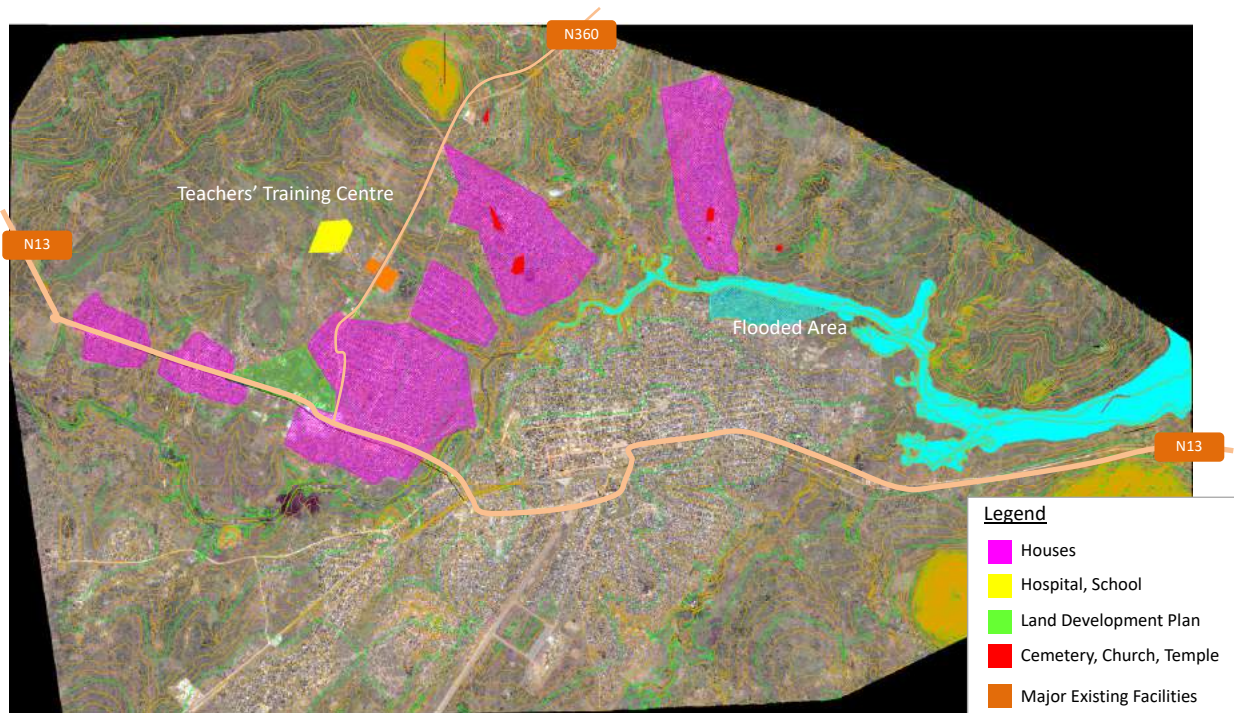 N360
Teachers' Training Centre
N13
Flooded Area
N13
Legend
Houses
Hospital, School
Land Development Plan
Cemetery, Church, Temple
Major Existing Facilities